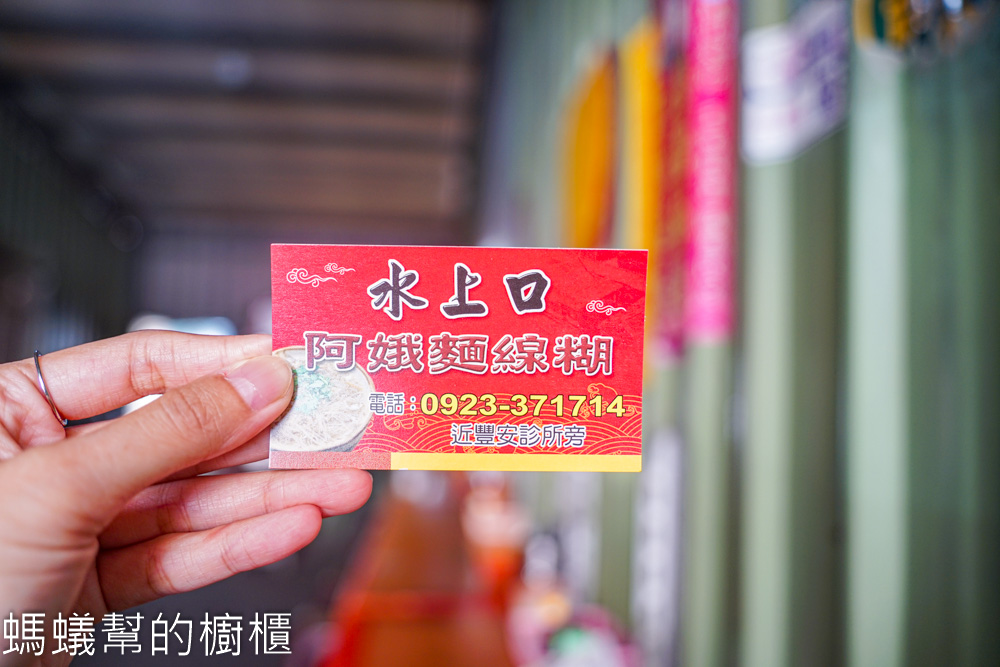 水上口
阿娥麵線糊
電話：0923-371714
近豐安診所旁
螞蟻幫的櫥櫃